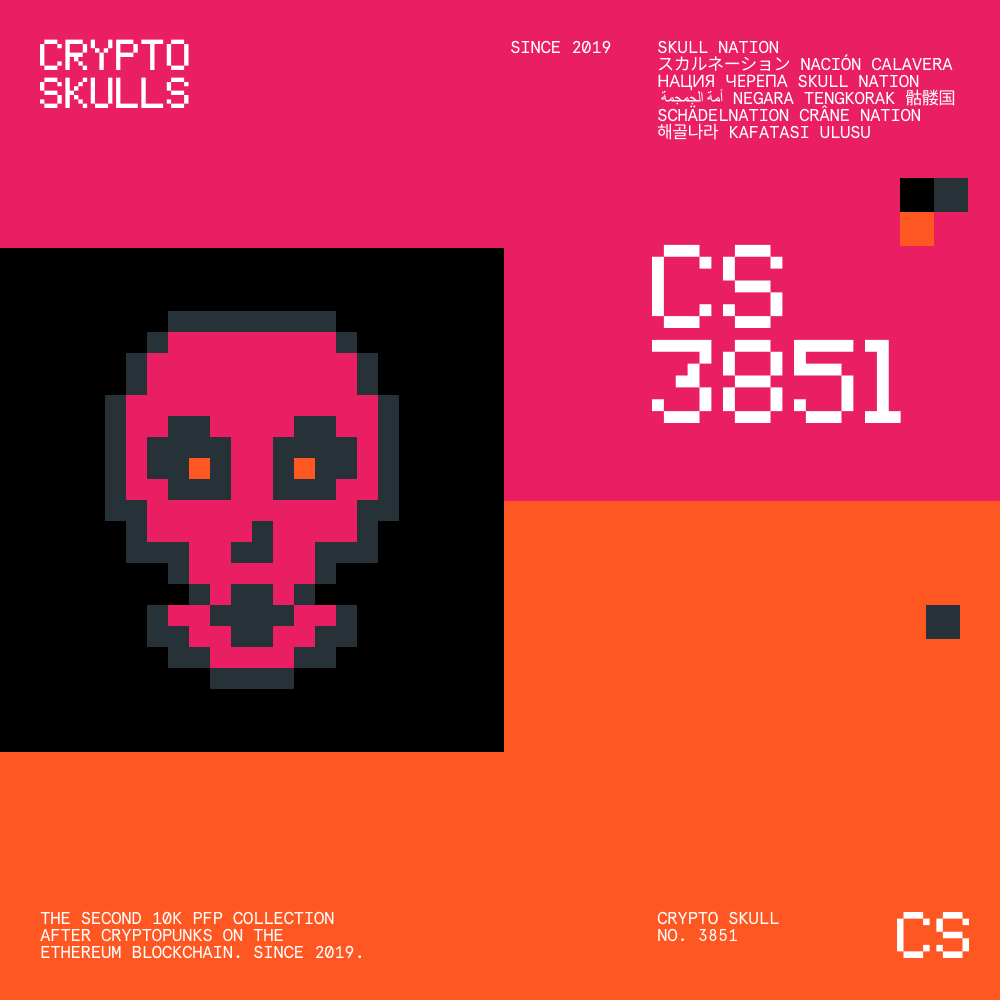 CRYPTO
SKULLS
SINCE 2019
SKULL NATION
スカルネーション NACIÓN CALAVERA
НАЦИЯ ЧЕРЕПА SKULL NATION
أمة الجمجمة NEGARA TENGKORAK 骷髅国
SCHÄDELNATION CRÂNE NATION
해골나라 KAFATASI ULUSU
CS
3851
THE SECOND 10K PFP COLLECTION
AFTER CRYPTOPUNKS ON THE
ETHEREUM BLOCKCHAIN. SINCE 2019.
CRYPTO SKULL
NO. 3851
CS